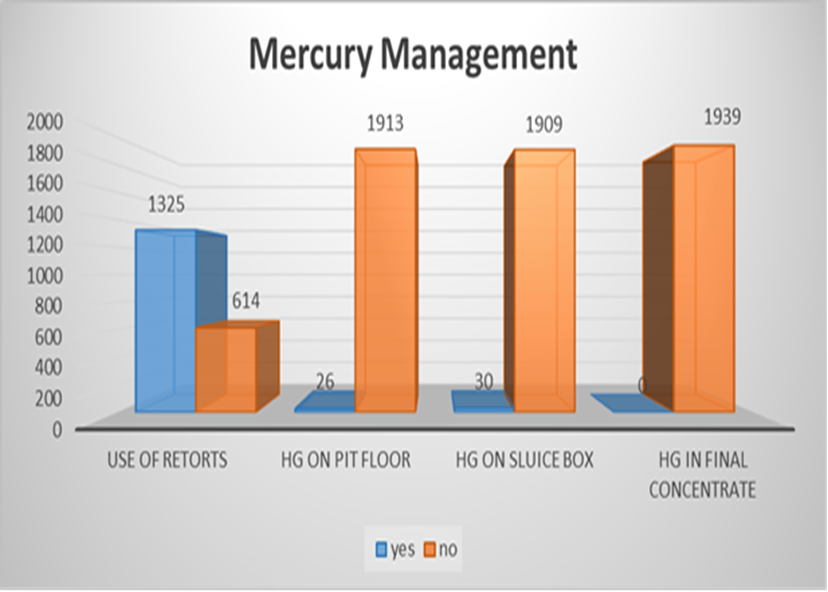 Mercury Management
2000
1800
1600
1400
1200
1000
800
600
400
200
0
1325
614
26
1913
30
1909
0
1939
USE OF RETORTS
HG ON PIT FLOOR
HG ON SLUICE BOX
HG IN FINAL
CONCENTRATE
yes no